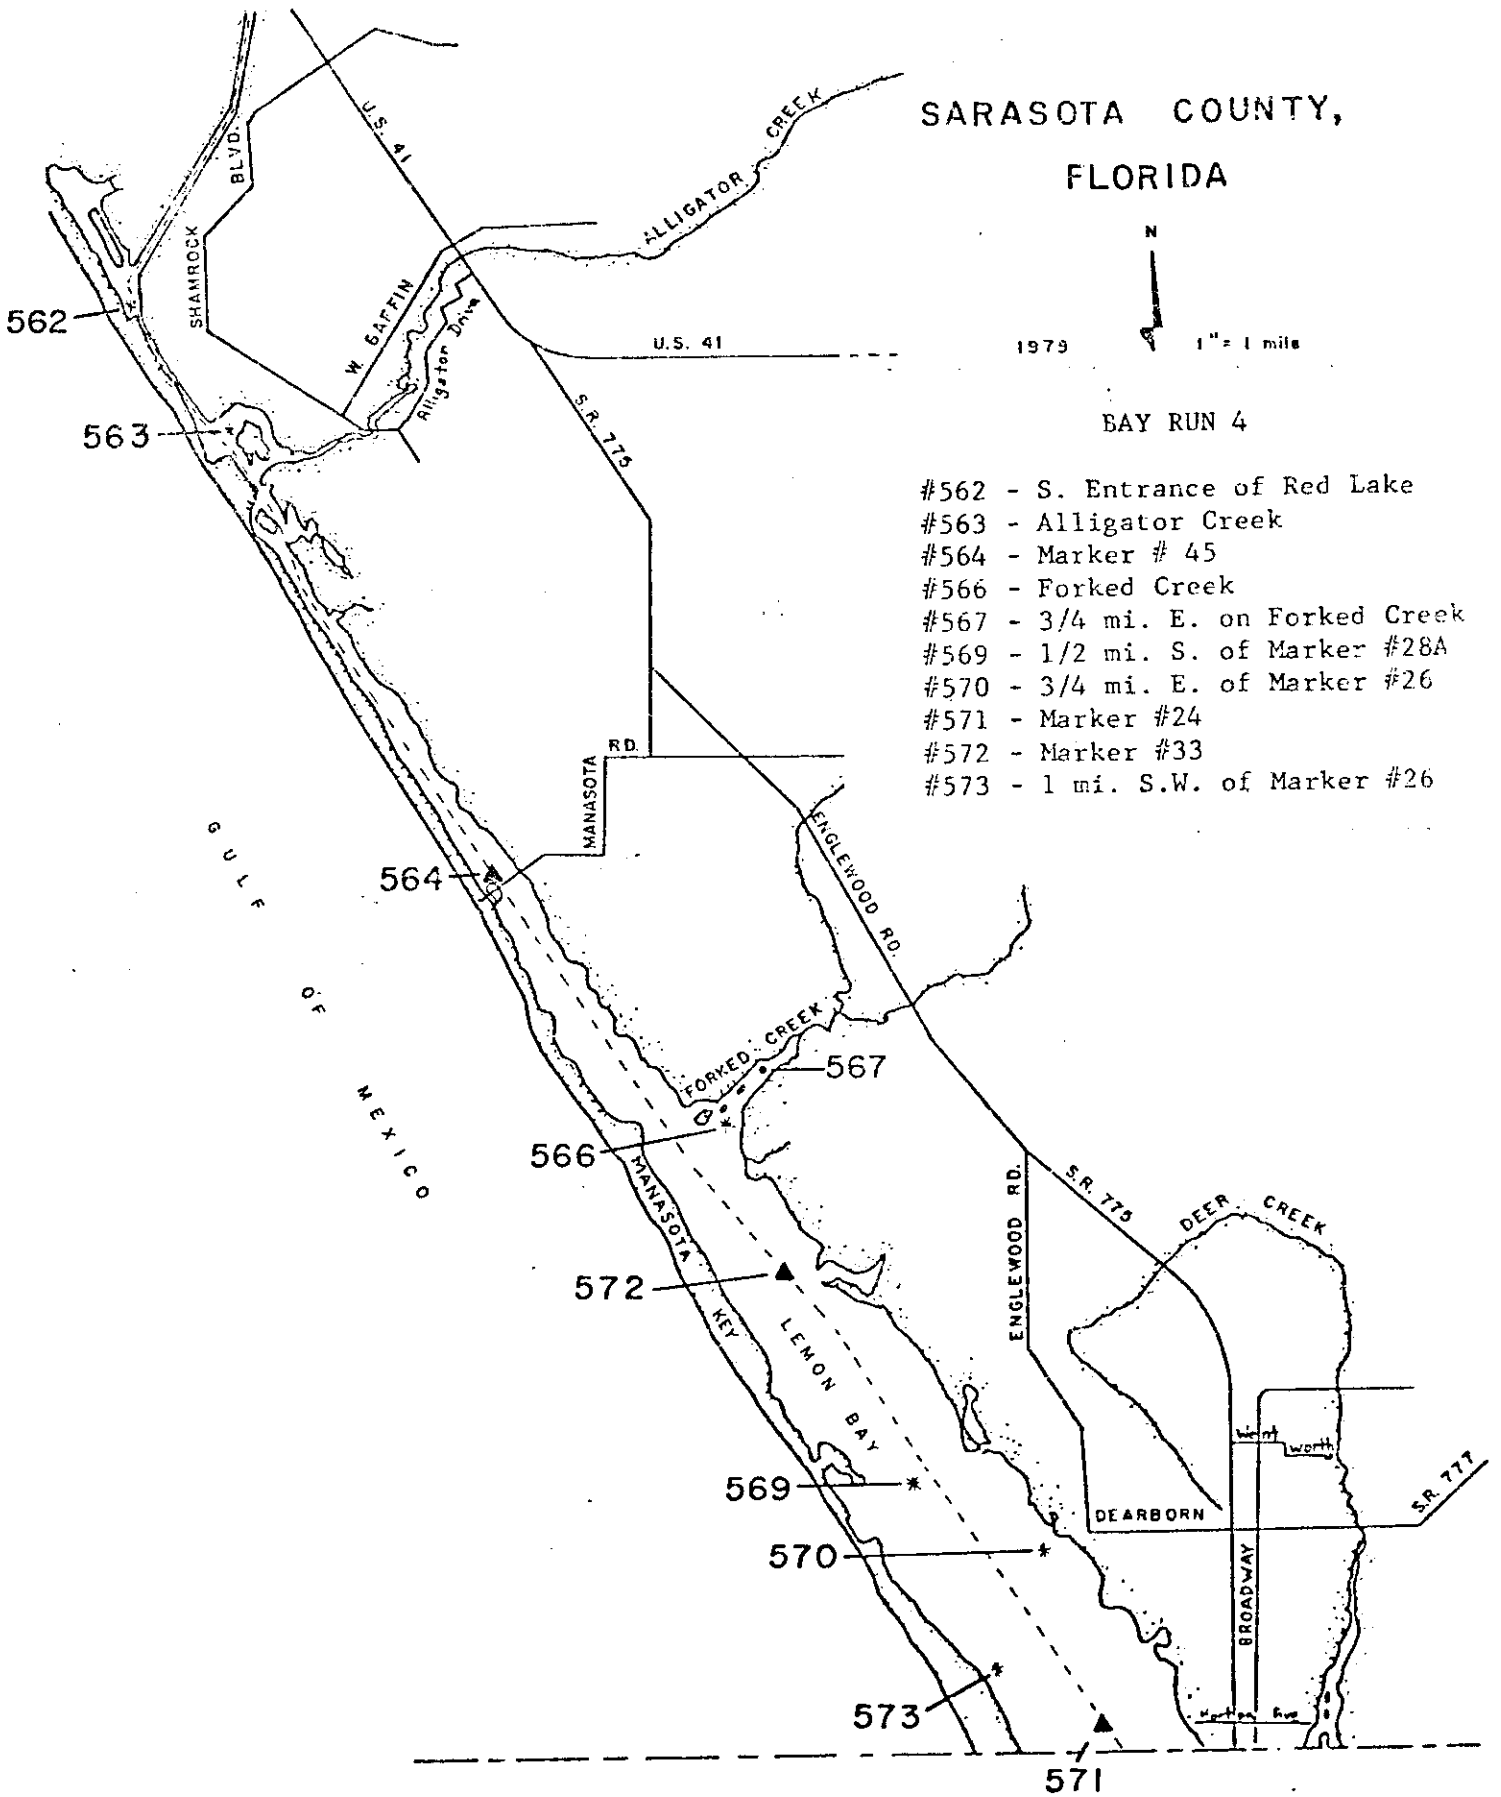 SARASOTA COUNTY,
FLORIDA
N
1979
1" = 1 mile
BAY RUN 4
#562 - S. Entrance of Red Lake
#563 - Alligator Creek
#564 - Marker # 45
#566 - Forked Creek
#567 - 3/4 mi. E. on Forked Creek
#569 - 1/2 mi. S. of Marker #28A
#570 - 3/4 mi. E. of Marker #26
#571 - Marker #24
#572 - Marker #33
#573 - 1 mi. S.W. of Marker #26
U.S. 41
SHAMROCK BLVD.
ALLIGATOR CREEK
W. GAFFIN
Alligator Drive
U.S. 41
S.R. 775
562
563
MANASOTA RD.
ENGLEWOOD RD.
564
GULF OF MEXICO
FORKED CREEK
567
566
MANASOTA KEY
572
LEMON BAY
ENGLEWOOD RD.
S.R. 775
DEER CREEK
569
Went worth
S.R. 777
DEARBORN
570
BROADWAY
573
571